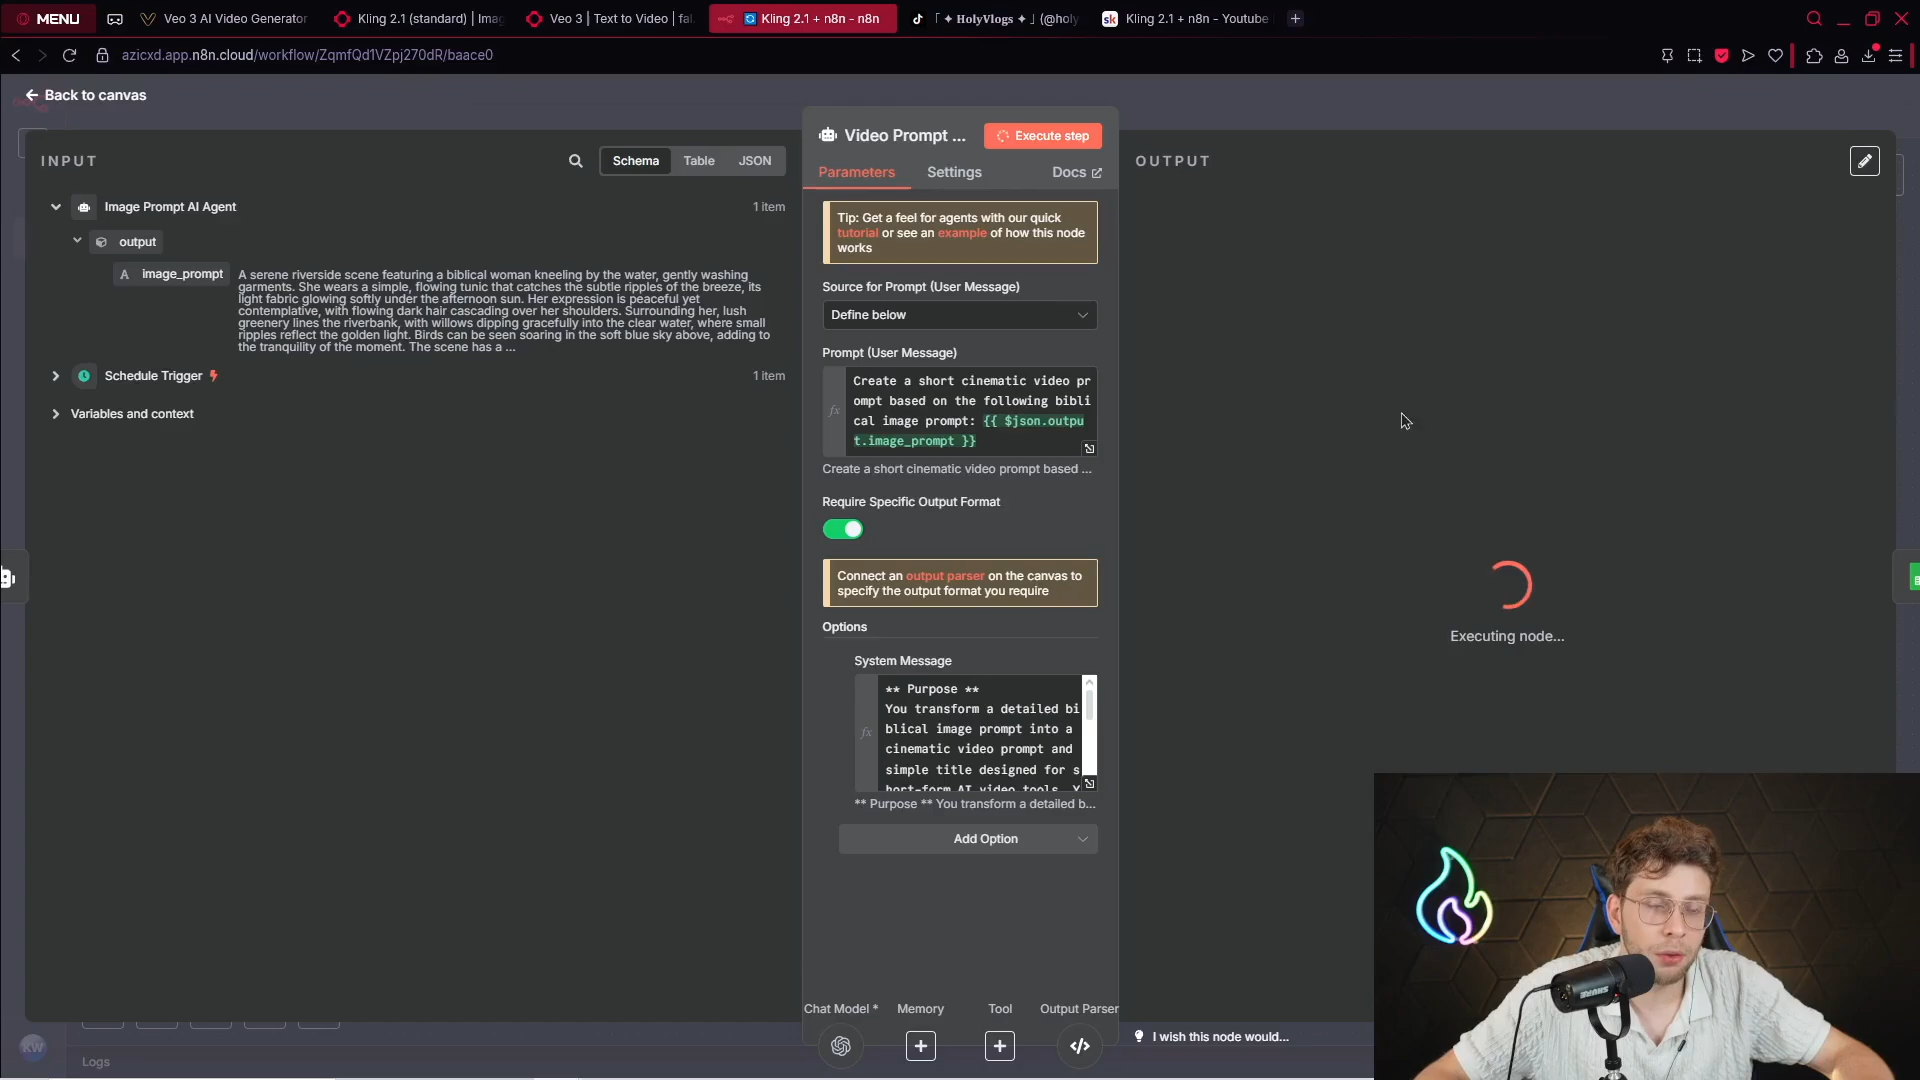 MENU
Veo 3 AI Video Generator
Kling 2.1 (standard) | Imag
Veo 3 | Text to Video | fal.
Kling 2.1 + n8n - n8n
「 ✦ HolyVlogs ✦ 」(@holy
sk
Kling 2.1 + n8n - Youtube
azicxd.app.n8n.cloud/workflow/ZqmfQd1VZpj270dR/baace0
Back to canvas
INPUT
Schema
Table
JSON
Image Prompt AI Agent
1 item
output
A
image_prompt
A serene riverside scene featuring a biblical woman kneeling by the water, gently washing
garments. She wears a simple, flowing tunic that catches the subtle ripples of the breeze, its
light fabric glowing softly under the afternoon sun. Her expression is peaceful yet
contemplative, with flowing dark hair cascading over her shoulders. Surrounding her, lush
greenery lines the riverbank, with willows dipping gracefully into the clear water, where small
ripples reflect the golden light. Birds can be seen soaring in the soft blue sky above, adding to
the tranquility of the moment. The scene has a ...
Schedule Trigger
1 item
Variables and context
Video Prompt ...
Execute step
Parameters
Settings
Docs
Tip: Get a feel for agents with our quick
tutorial or see an example of how this node
works
Source for Prompt (User Message)
Define below
Prompt (User Message)
fx
Create a short cinematic video pr
ompt based on the following bibli
cal image prompt: {{ $json.outpu
t.image_prompt }}
Create a short cinematic video prompt based ...
Require Specific Output Format
Connect an output parser on the canvas to
specify the output format you require
Options
System Message
fx
** Purpose **
You transform a detailed bi
blical image prompt into a
cinematic video prompt and
simple title designed for s
hort-form AI video tools. Y
** Purpose ** You transform a detailed b...
Add Option
Chat Model *
Memory
Tool
Output Parser
OUTPUT
Executing node...
I wish this node would...
KW
Logs
SHURE